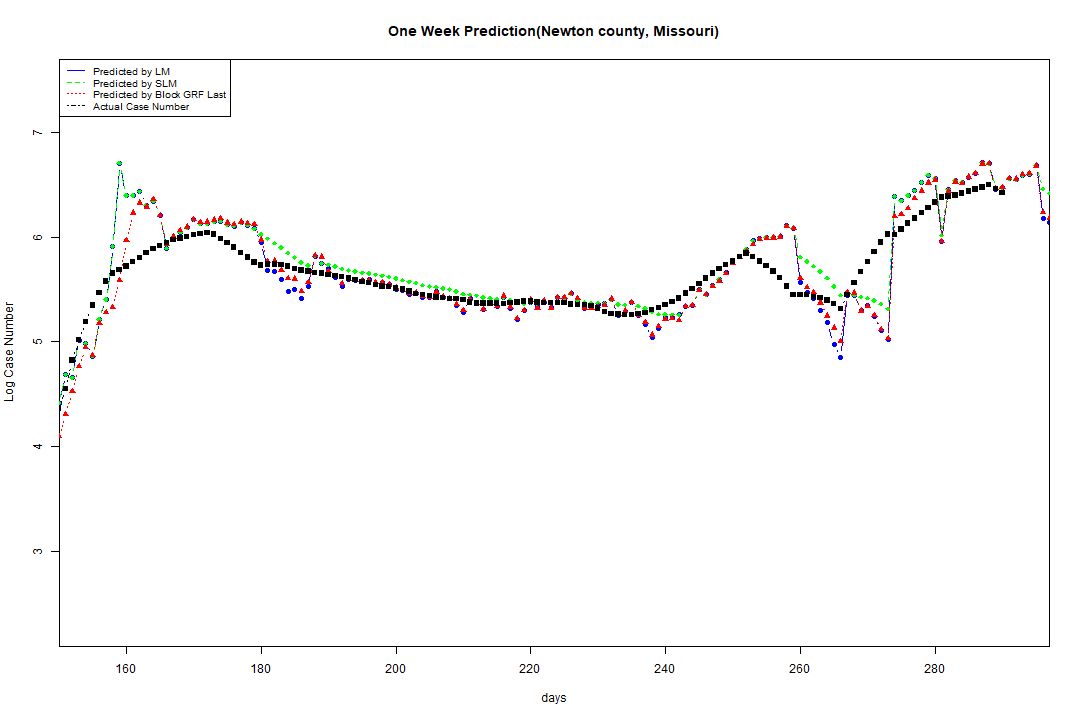 One Week Prediction(Newton county, Missouri)
Predicted by LM
Predicted by SLM
Predicted by Block GRF Last
Actual Case Number
7
6
5
4
3
Log Case Number
160 180 200 220 240 260 280
days